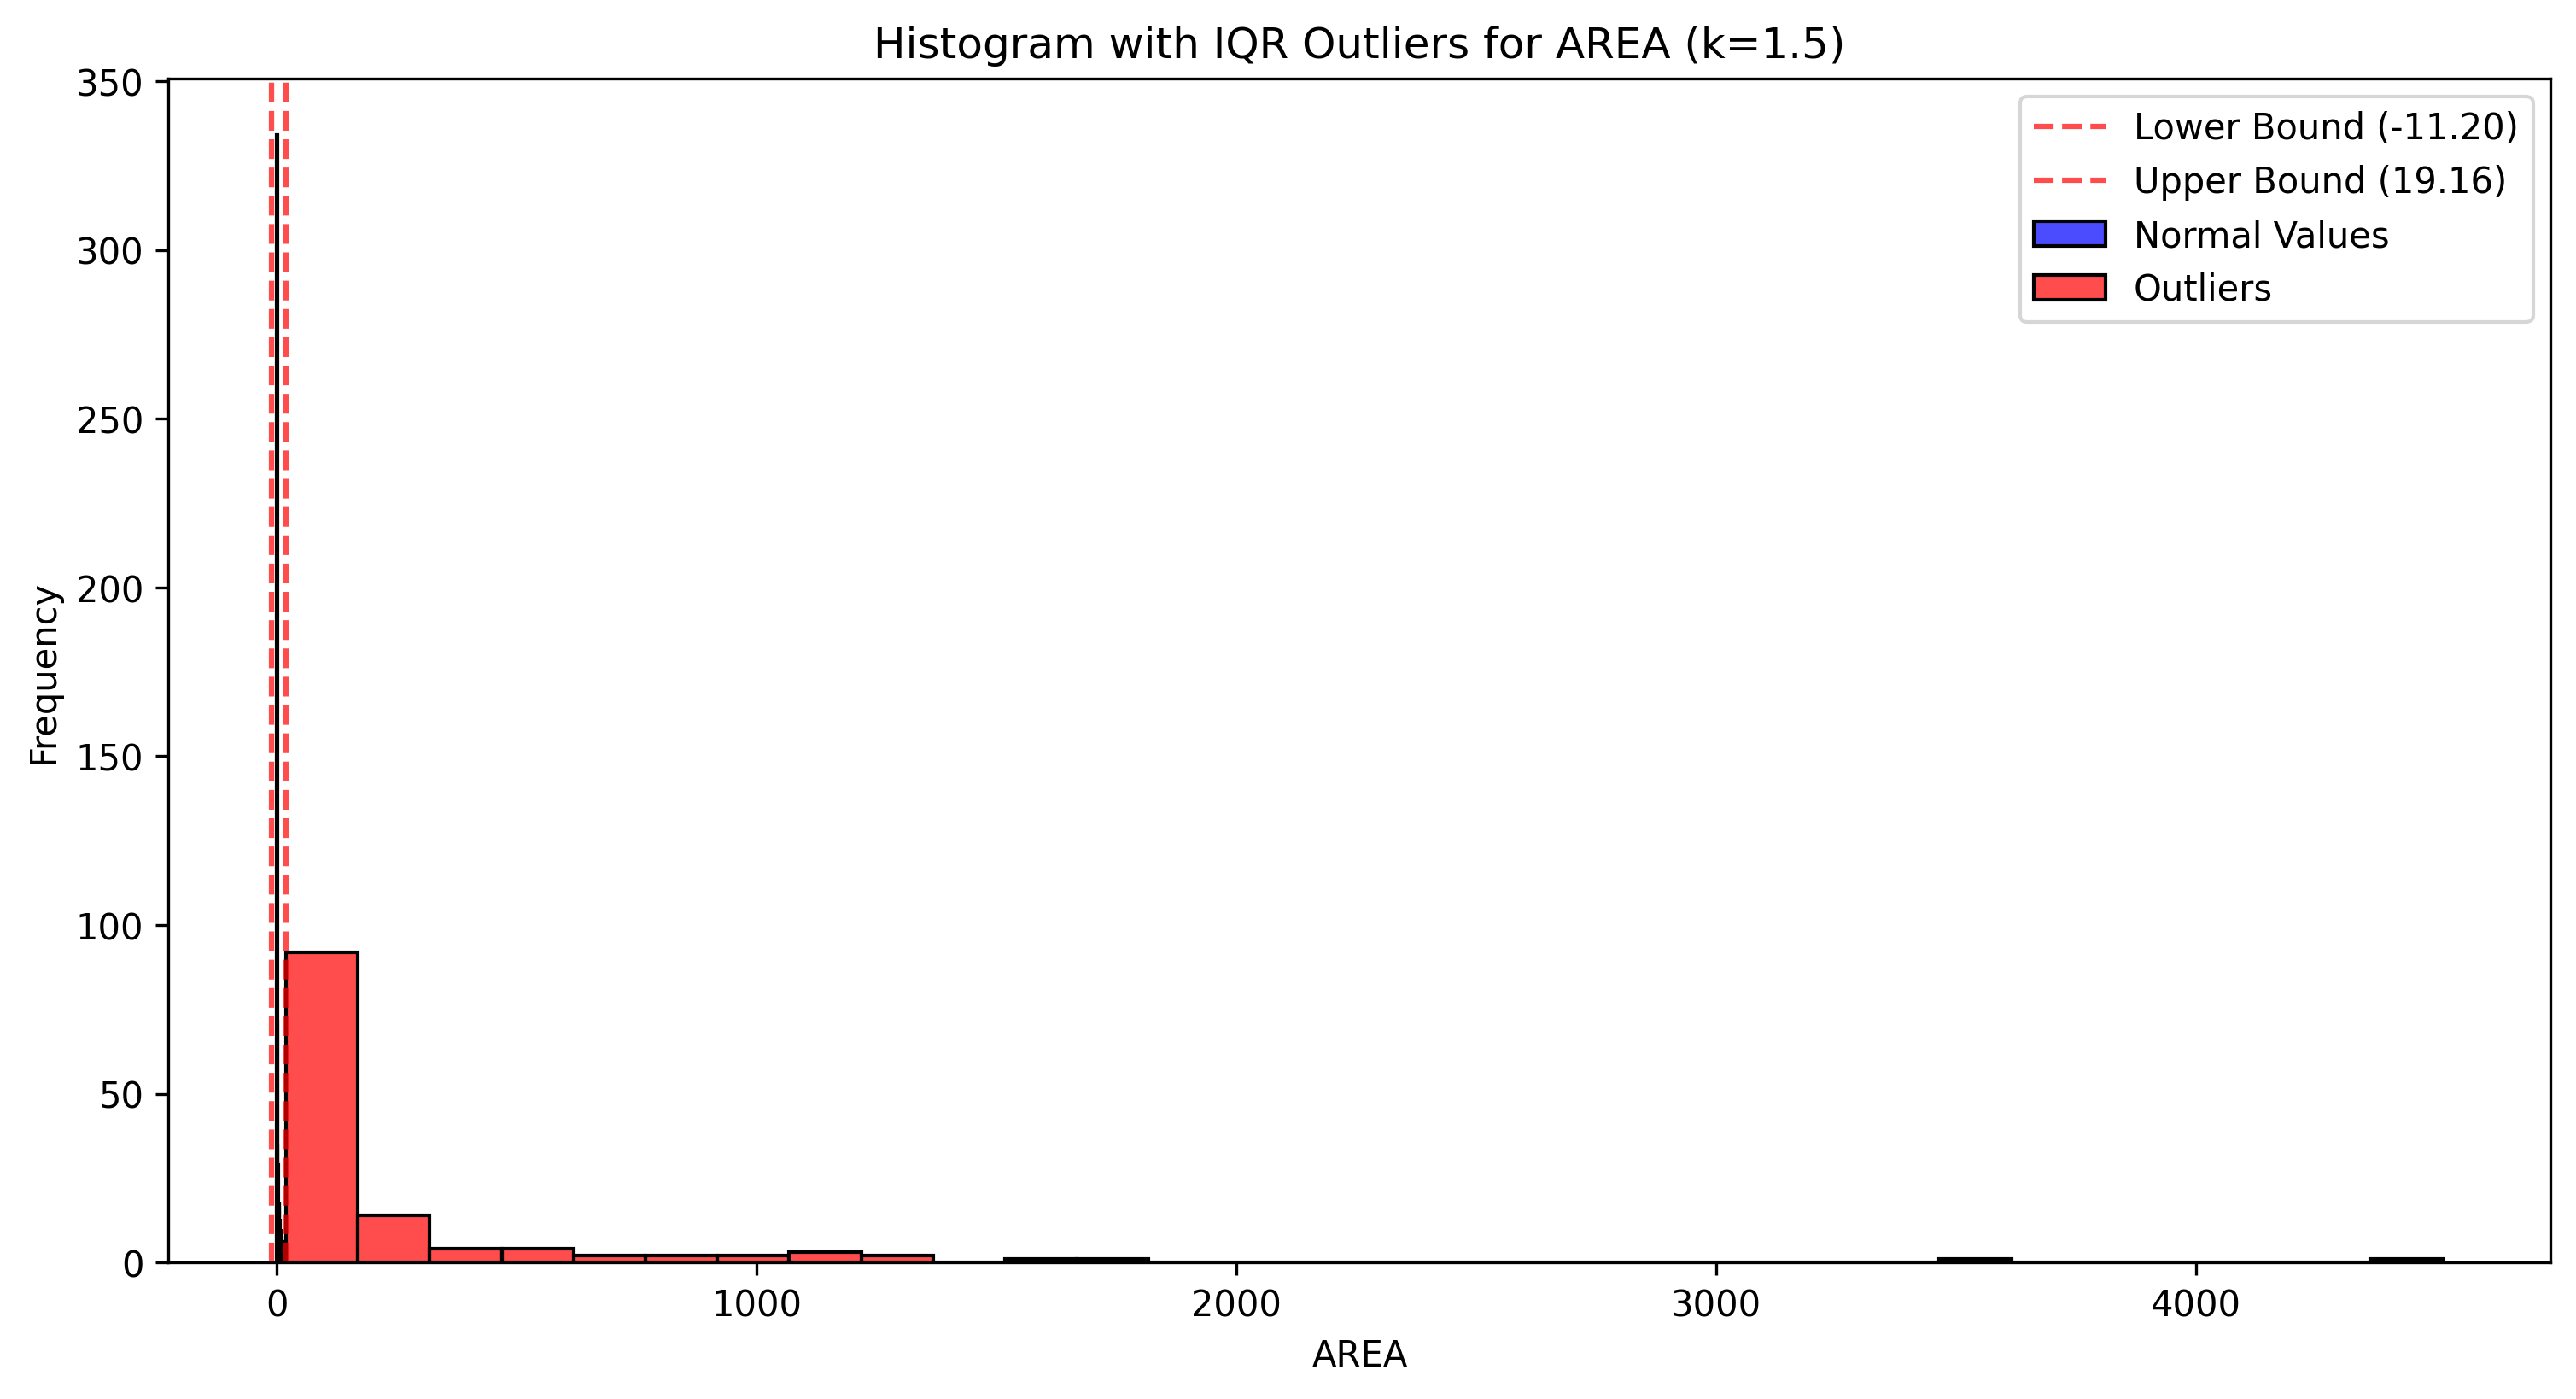 Histogram with IQR Outliers for AREA (k=1.5)
350
300
250
200
150
100
50
0
Frequency
Lower Bound (-11.20)
Upper Bound (19.16)
Normal Values
Outliers
0 1000 2000 3000 4000
AREA